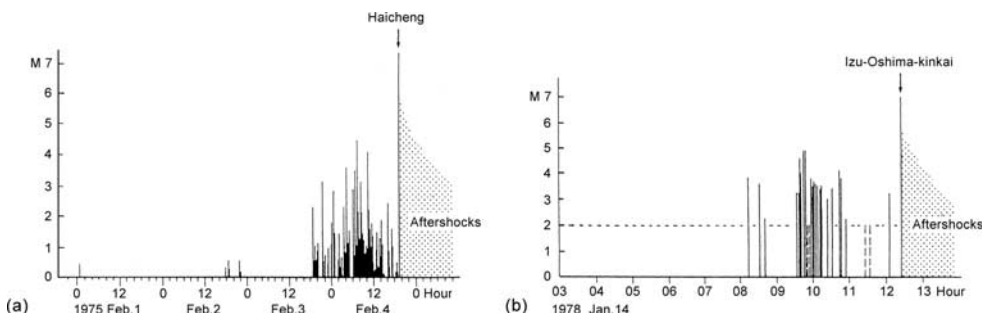 Haicheng
M 7
6
5
4
3
2
1
0
Aftershocks
0 12 0 12 0 12 0 12 0 Hour
(a) 1975 Feb.1 Feb.2 Feb.3 Feb.4
Izu-Oshima-kinkai
M 7
6
5
4
3
2
1
0
Aftershocks
03 04 05 06 07 08 09 10 11 12 13 Hour
(b) 1978 Jan.14